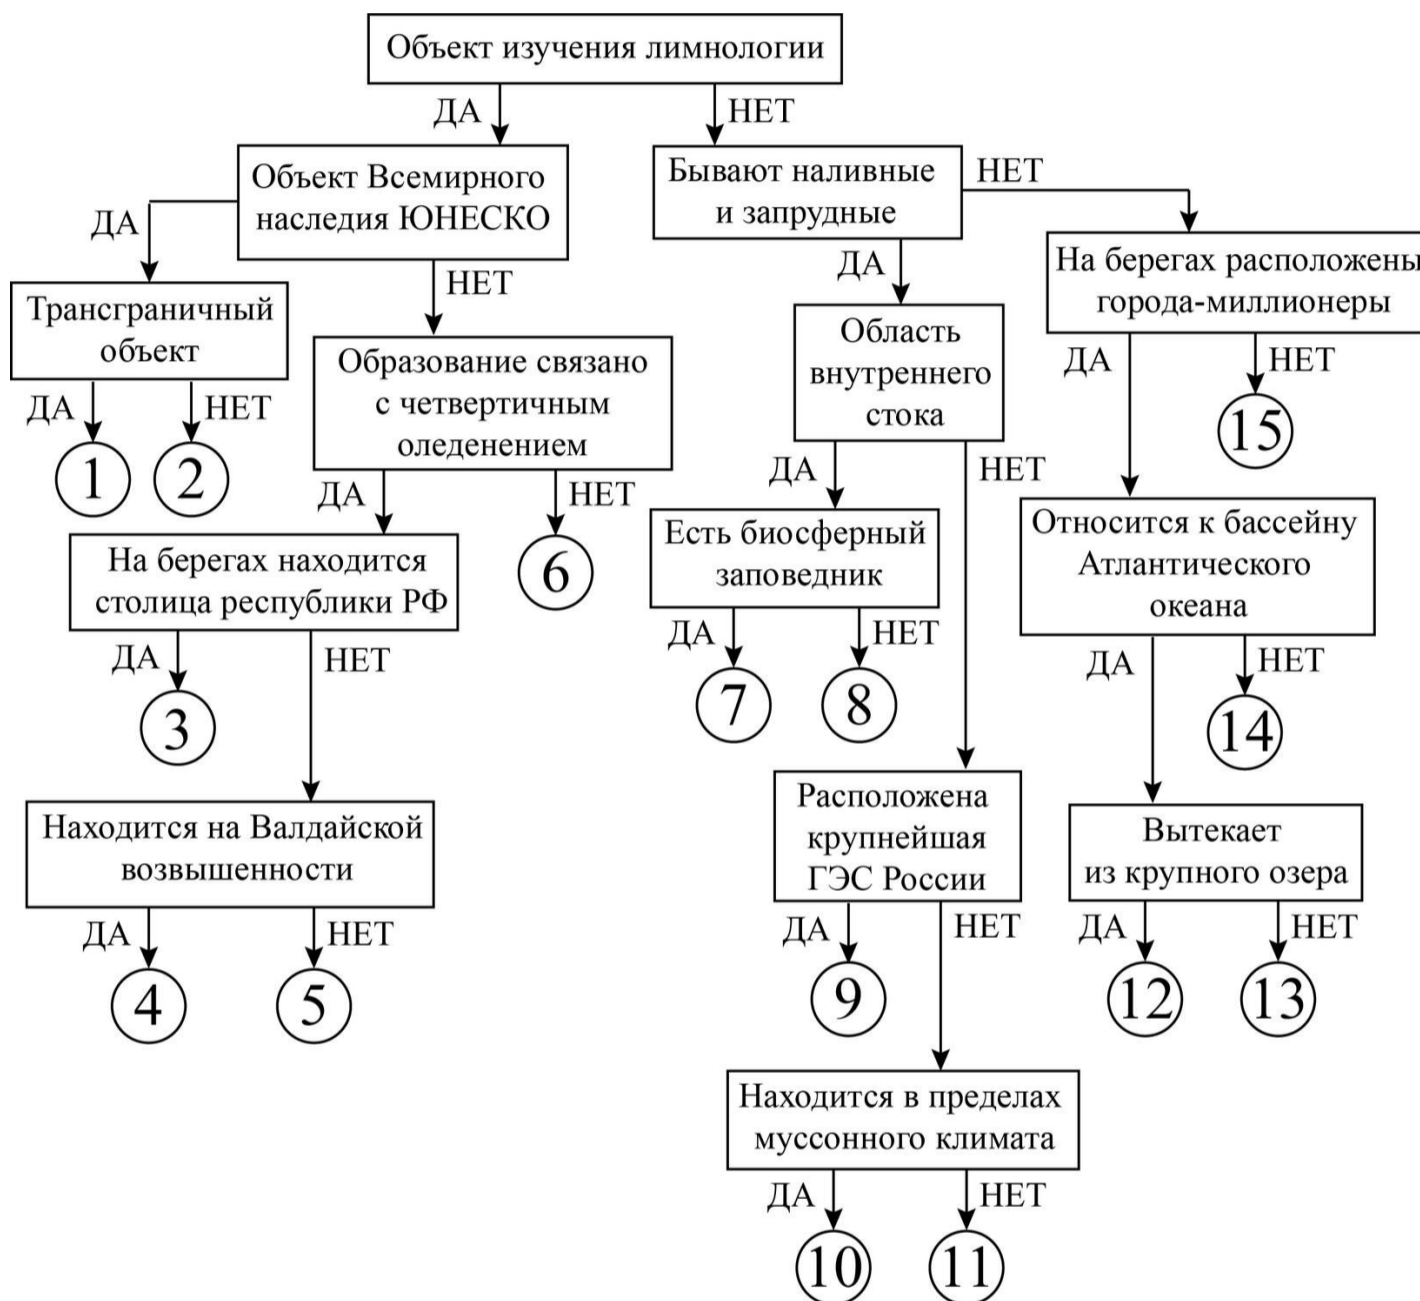 Объект изучения лимнологии
ДА
НЕТ
Объект Всемирного
наследия ЮНЕСКО
Бывают наливные
и запрудные
НЕТ
ДА
НЕТ
ДА
На берегах расположены
города-миллионеры
Трансграничный
объект
Область
внутреннего
стока
Образование связано
с четвертичным
оледенением
ДА
НЕТ
ДА
НЕТ
1
2
15
ДА
НЕТ
ДА
НЕТ
На берегах находится
столица республики РФ
6
Есть биосферный
заповедник
Относится к бассейну
Атлантического
океана
ДА
НЕТ
ДА
НЕТ
ДА
НЕТ
3
7
8
14
Находится на Валдайской
возвышенности
Расположена
крупнейшая
ГЭС России
Вытекает
из крупного озера
ДА
НЕТ
ДА
НЕТ
ДА
НЕТ
4
5
9
12
13
Находится в пределах
муссонного климата
ДА
НЕТ
10
11